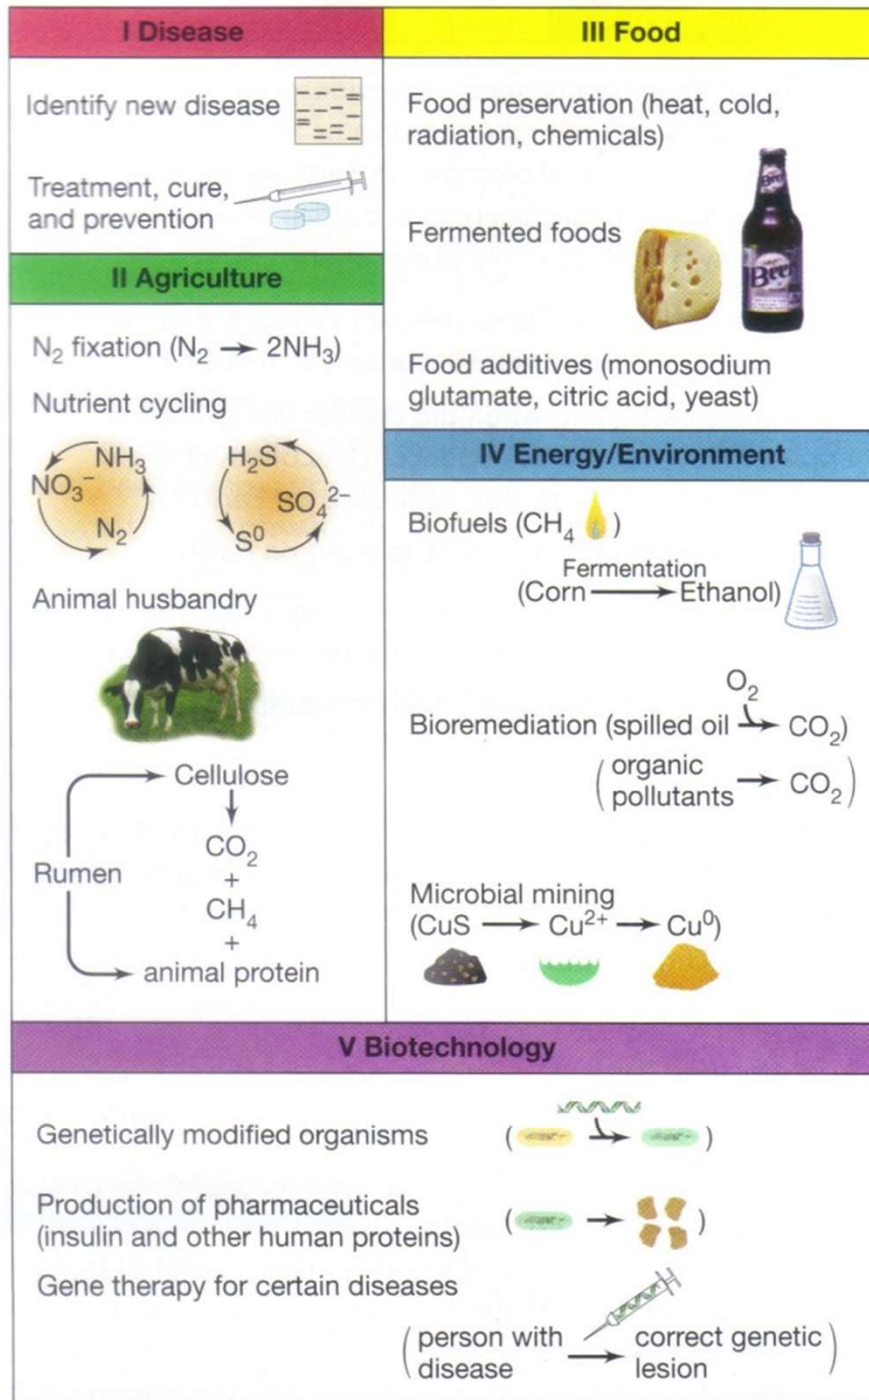 I Disease
Identify new disease
Treatment, cure,
and prevention
II Agriculture
N₂ fixation (N₂ → 2NH₃)
Nutrient cycling
NH₃
NO₃⁻
N₂
H₂S
SO₄²⁻
S⁰
Animal husbandry
Cellulose
CO₂
+
Rumen
CH₄
+
animal protein
III Food
Food preservation (heat, cold,
radiation, chemicals)
Fermented foods
Beer
Beer
Food additives (monosodium
glutamate, citric acid, yeast)
IV Energy/Environment
Biofuels (CH₄ )
Fermentation
(Corn → Ethanol)
O₂
Bioremediation (spilled oil → CO₂)
(organic
pollutants → CO₂)
Microbial mining
(CuS → Cu²⁺ → Cu⁰)
V Biotechnology
Genetically modified organisms ( → )
Production of pharmaceuticals
(insulin and other human proteins) ( → )
Gene therapy for certain diseases
(person with
disease → correct genetic
lesion)